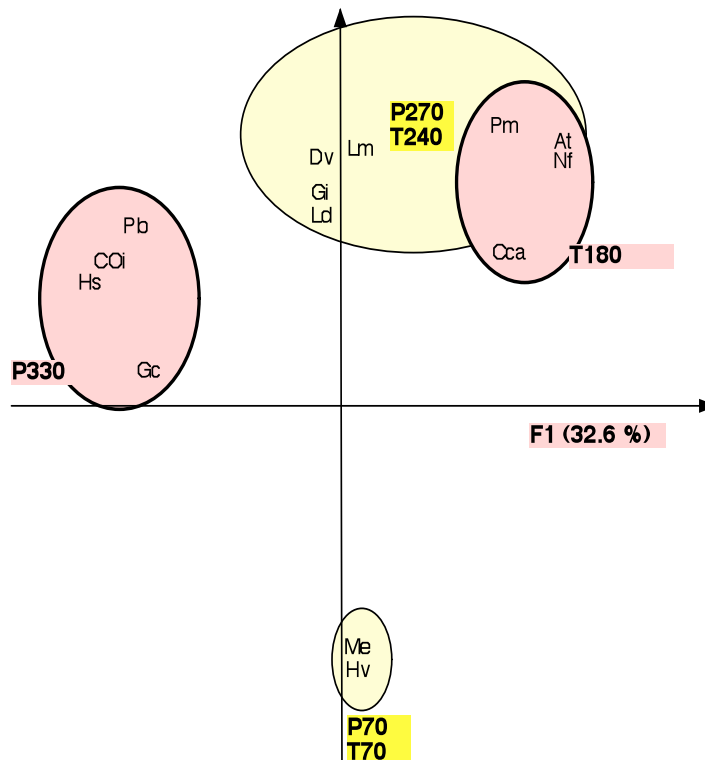 P270
T240
Pm
At
Nf
Dv
Lm
Gi
Ld
Pb
Cca
T180
COi
Hs
P330
Gc
F1 (32.6 %)
Me
Hv
P70
T70